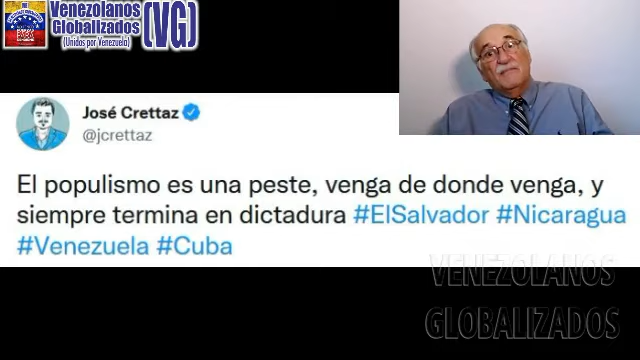 Venezolanos
Globalizados
(Unidos por Venezuela)
(VG)
José Crettaz
@jcrettaz
El populismo es una peste, venga de donde venga, y
siempre termina en dictadura #ElSalvador #Nicaragua
#Venezuela #Cuba
VENEZOLANOS
GLOBALIZADOS